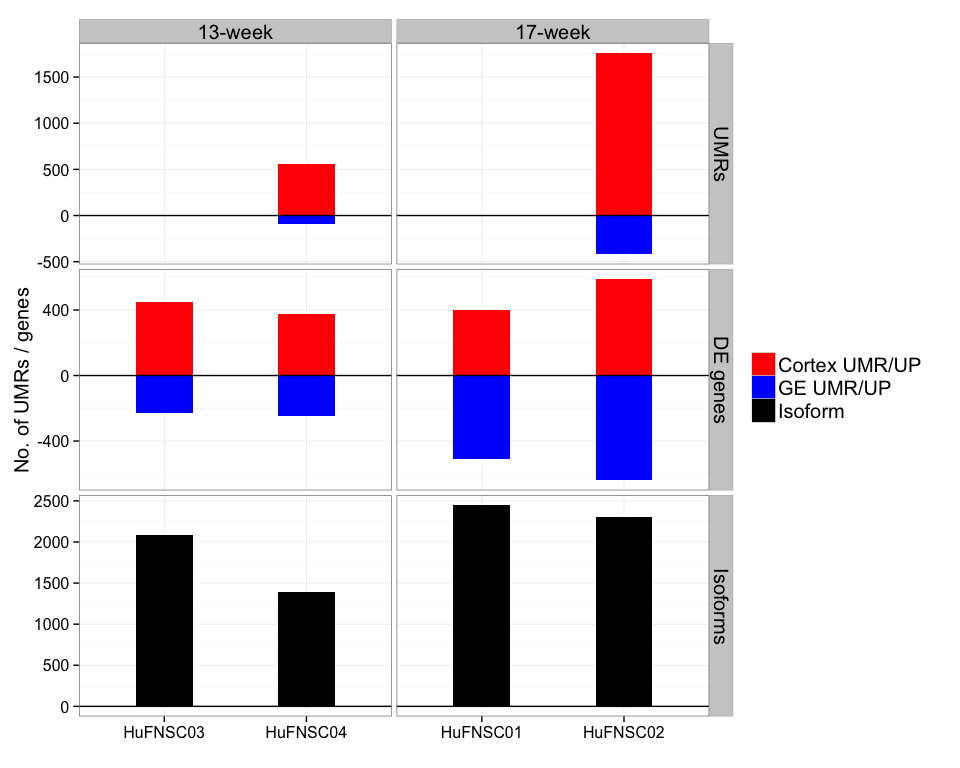 13-week
17-week
1500
1000
500
0
-500
UMRs
400
0
-400
DE genes
2500
2000
1500
1000
500
0
Isoforms
No. of UMRs / genes
HuFNSC03
HuFNSC04
HuFNSC01
HuFNSC02
Cortex UMR/UP
GE UMR/UP
Isoform